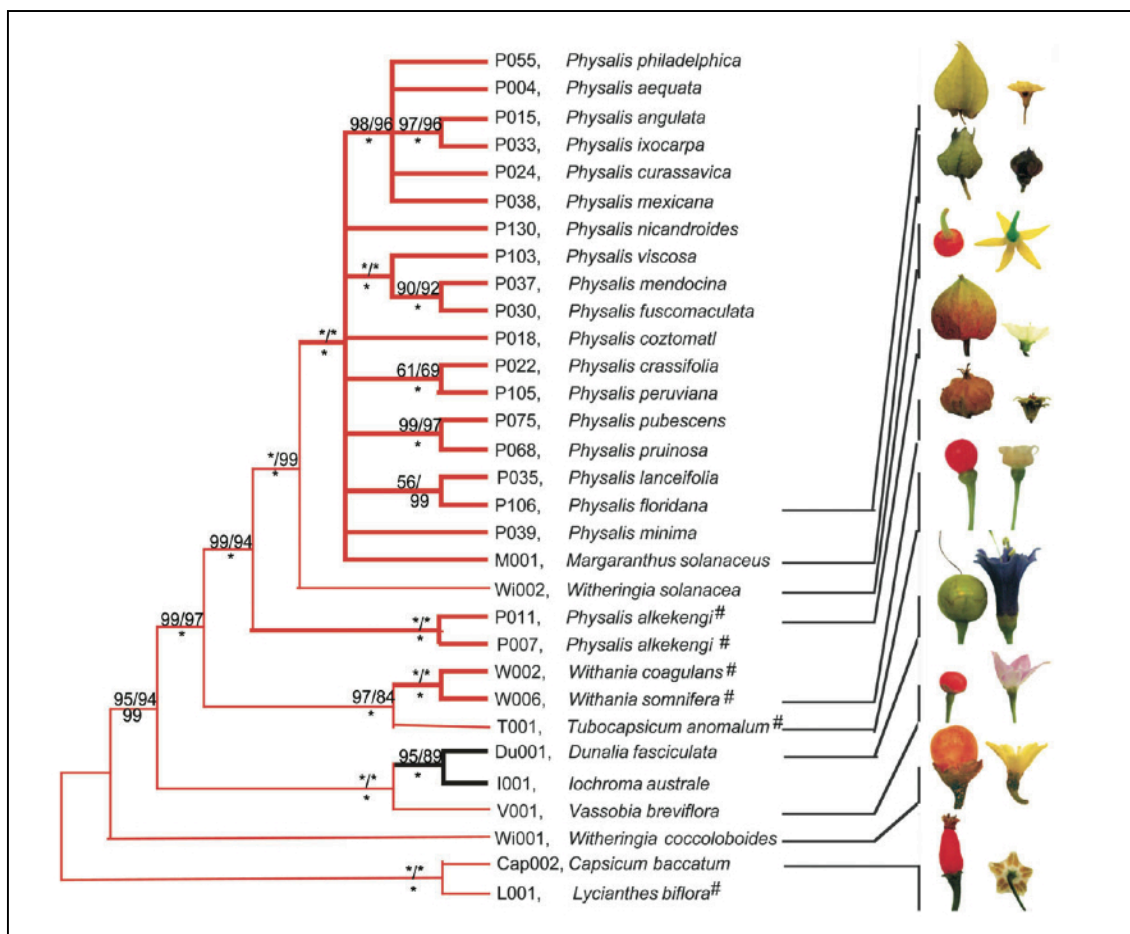 P055, Physalis philadelphica
P004, Physalis aequata
P015, Physalis angulata
98/96 97/96
* *
P033, Physalis ixocarpa
P024, Physalis curassavica
P038, Physalis mexicana
P130, Physalis nicandroides
P103, Physalis viscosa
*/*
*
P037, Physalis mendocina
90/92
*
P030, Physalis fuscomaculata
P018, Physalis coztomatl
*/*
*
P022, Physalis crassifolia
61/69
*
P105, Physalis peruviana
P075, Physalis pubescens
99/97
*
P068, Physalis pruinosa
*/99
*
P035, Physalis lanceifolia
56/
99
P106, Physalis floridana
P039, Physalis minima
99/94
*
M001, Margaranthus solanaceus
Wi002, Witheringia solanacea
P011, Physalis alkekengi#
99/97
*
*/*
*
P007, Physalis alkekengi #
W002, Withania coagulans#
*/*
*
W006, Withania somnifera#
95/94
99
97/84
*
T001, Tubocapsicum anomalum#
Du001, Dunalia fasciculata
95/89
*
I001, Iochroma australe
*/*
*
V001, Vassobia breviflora
Wi001, Witheringia coccoloboides
Cap002, Capsicum baccatum
*/*
*
L001, Lycianthes biflora#